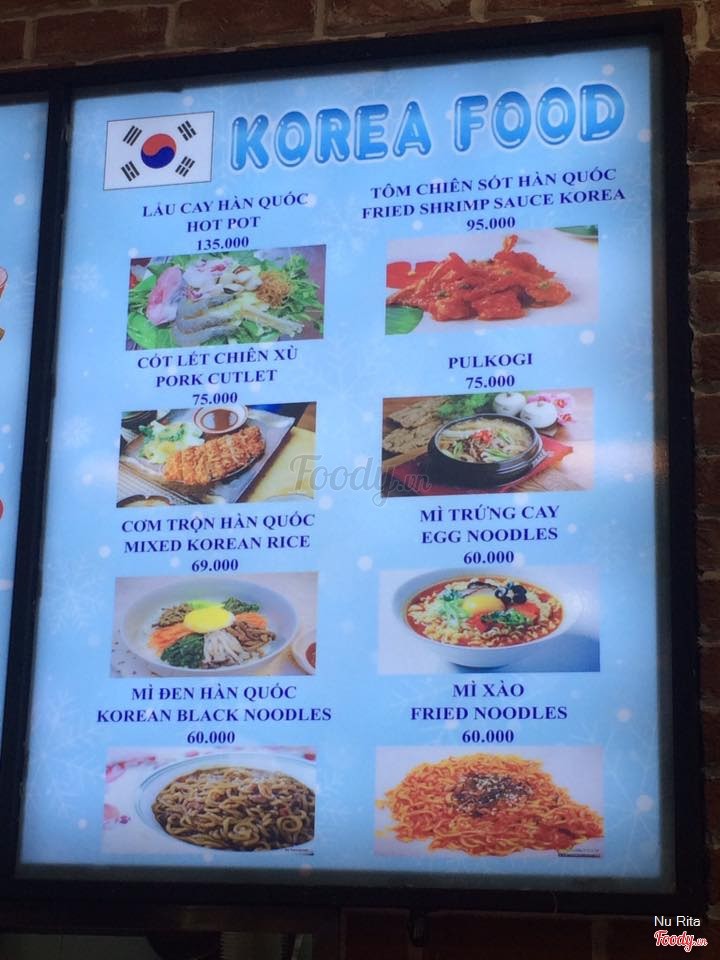 KOREA FOOD
LẨU CAY HÀN QUỐC
HOT POT
135.000
TÔM CHIÊN SỐT HÀN QUỐC
FRIED SHRIMP SAUCE KOREA
95.000
CỐT LẾT CHIÊN XÙ
PORK CUTLET
75.000
PULKOGI
75.000
CƠM TRỘN HÀN QUỐC
MIXED KOREAN RICE
69.000
MÌ TRỨNG CAY
EGG NOODLES
60.000
MÌ ĐEN HÀN QUỐC
KOREAN BLACK NOODLES
60.000
MÌ XÀO
FRIED NOODLES
60.000
Foody.vn
Nu Rita
Foody.vn